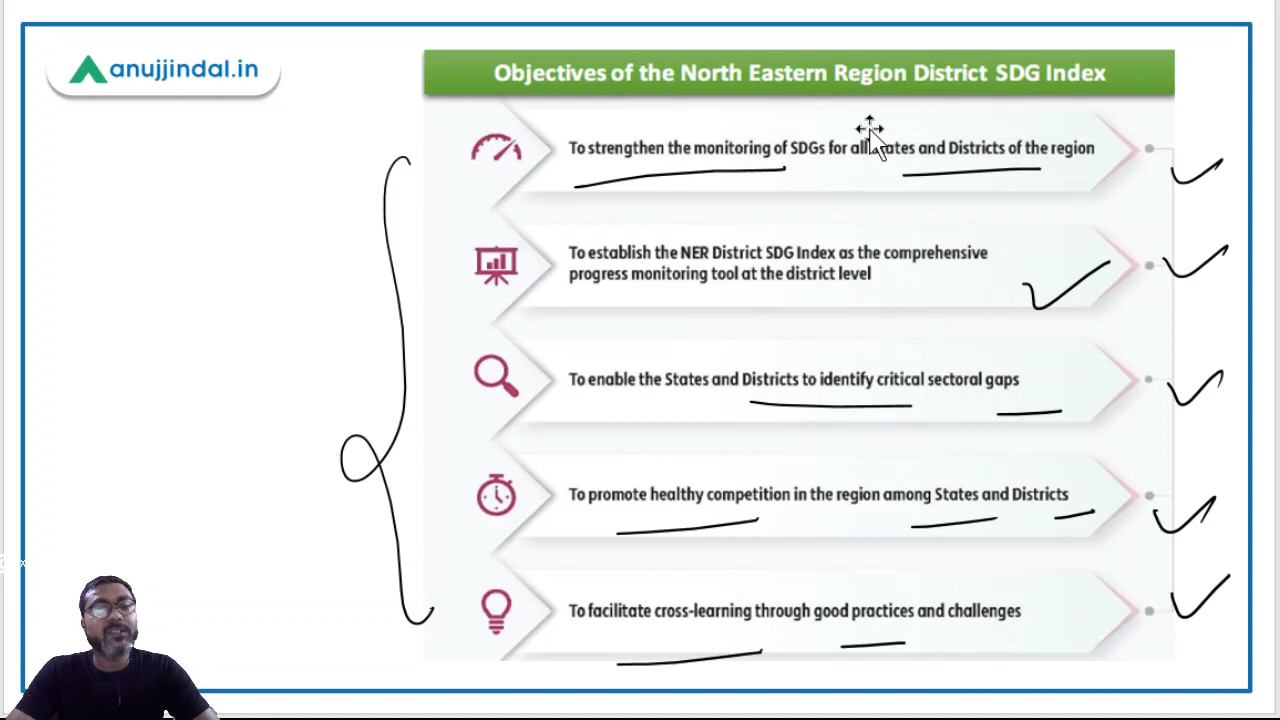 anujjindal.in
Objectives of the North Eastern Region District SDG Index
To strengthen the monitoring of SDGs for all States and Districts of the region
To establish the NER District SDG Index as the comprehensive
progress monitoring tool at the district level
To enable the States and Districts to identify critical sectoral gaps
To promote healthy competition in the region among States and Districts
To facilitate cross-learning through good practices and challenges